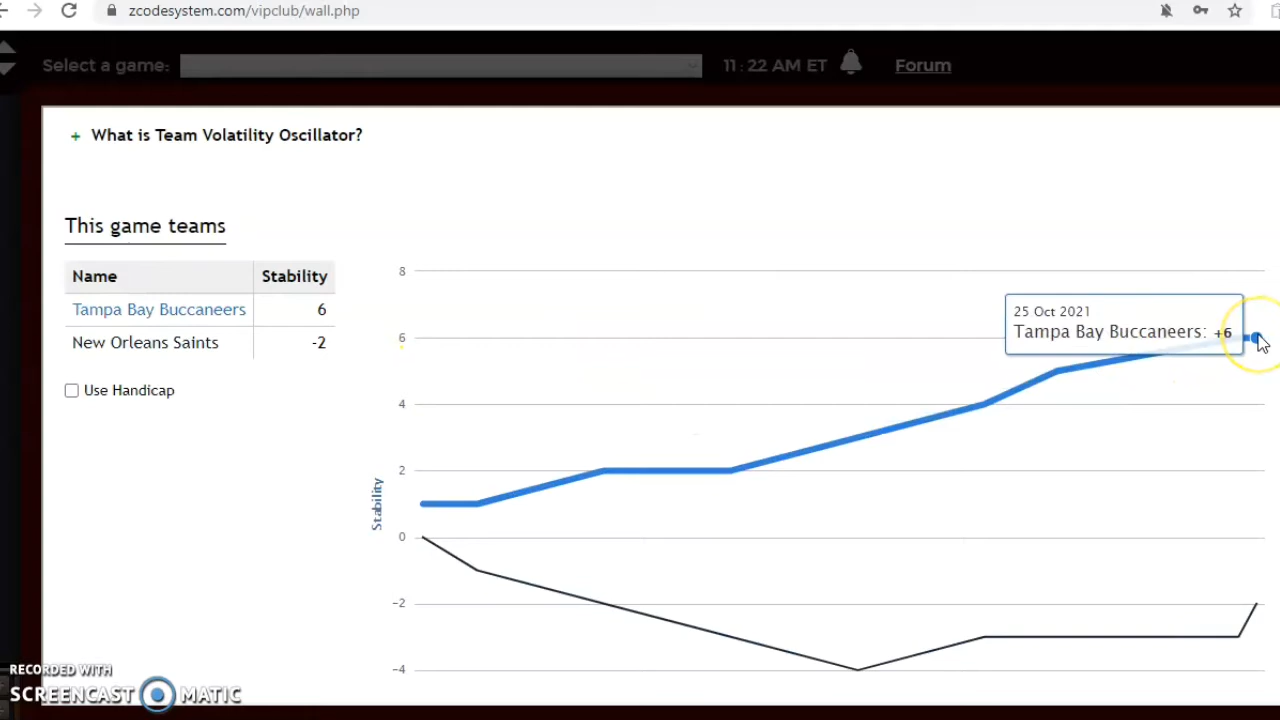 zcodesystem.com/vipclub/wall.php
Select a game: 11:22 AM ET Forum
+ What is Team Volatility Oscillator?
This game teams
Name Stability
Tampa Bay Buccaneers 6
New Orleans Saints -2
Use Handicap
8
25 Oct 2021
Tampa Bay Buccaneers: +6
6
4
2
Stability
0
-2
-4
RECORDED WITH
SCREENCAST MATIC